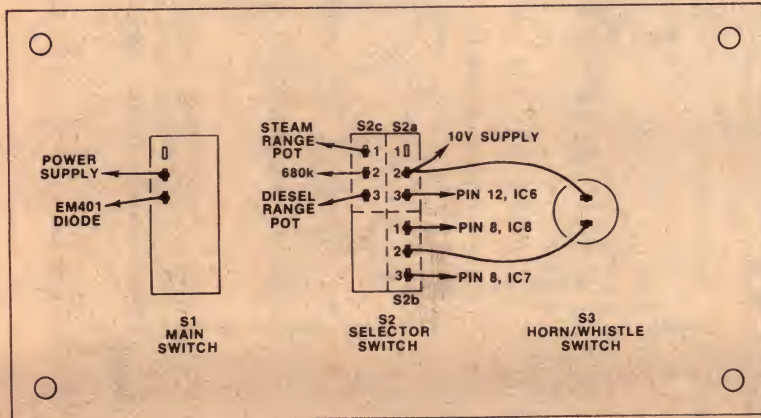 S2c S2a
STEAM
RANGE
POT
1 1
10V SUPPLY
POWER
SUPPLY
680k
2 2
EM401
DIODE
DIESEL
RANGE
POT
3 3
PIN 12, IC6
1
PIN 8, IC8
2
3
PIN 8, IC7
S2b
S1
MAIN
SWITCH
S2
SELECTOR
SWITCH
S3
HORN/WHISTLE
SWITCH